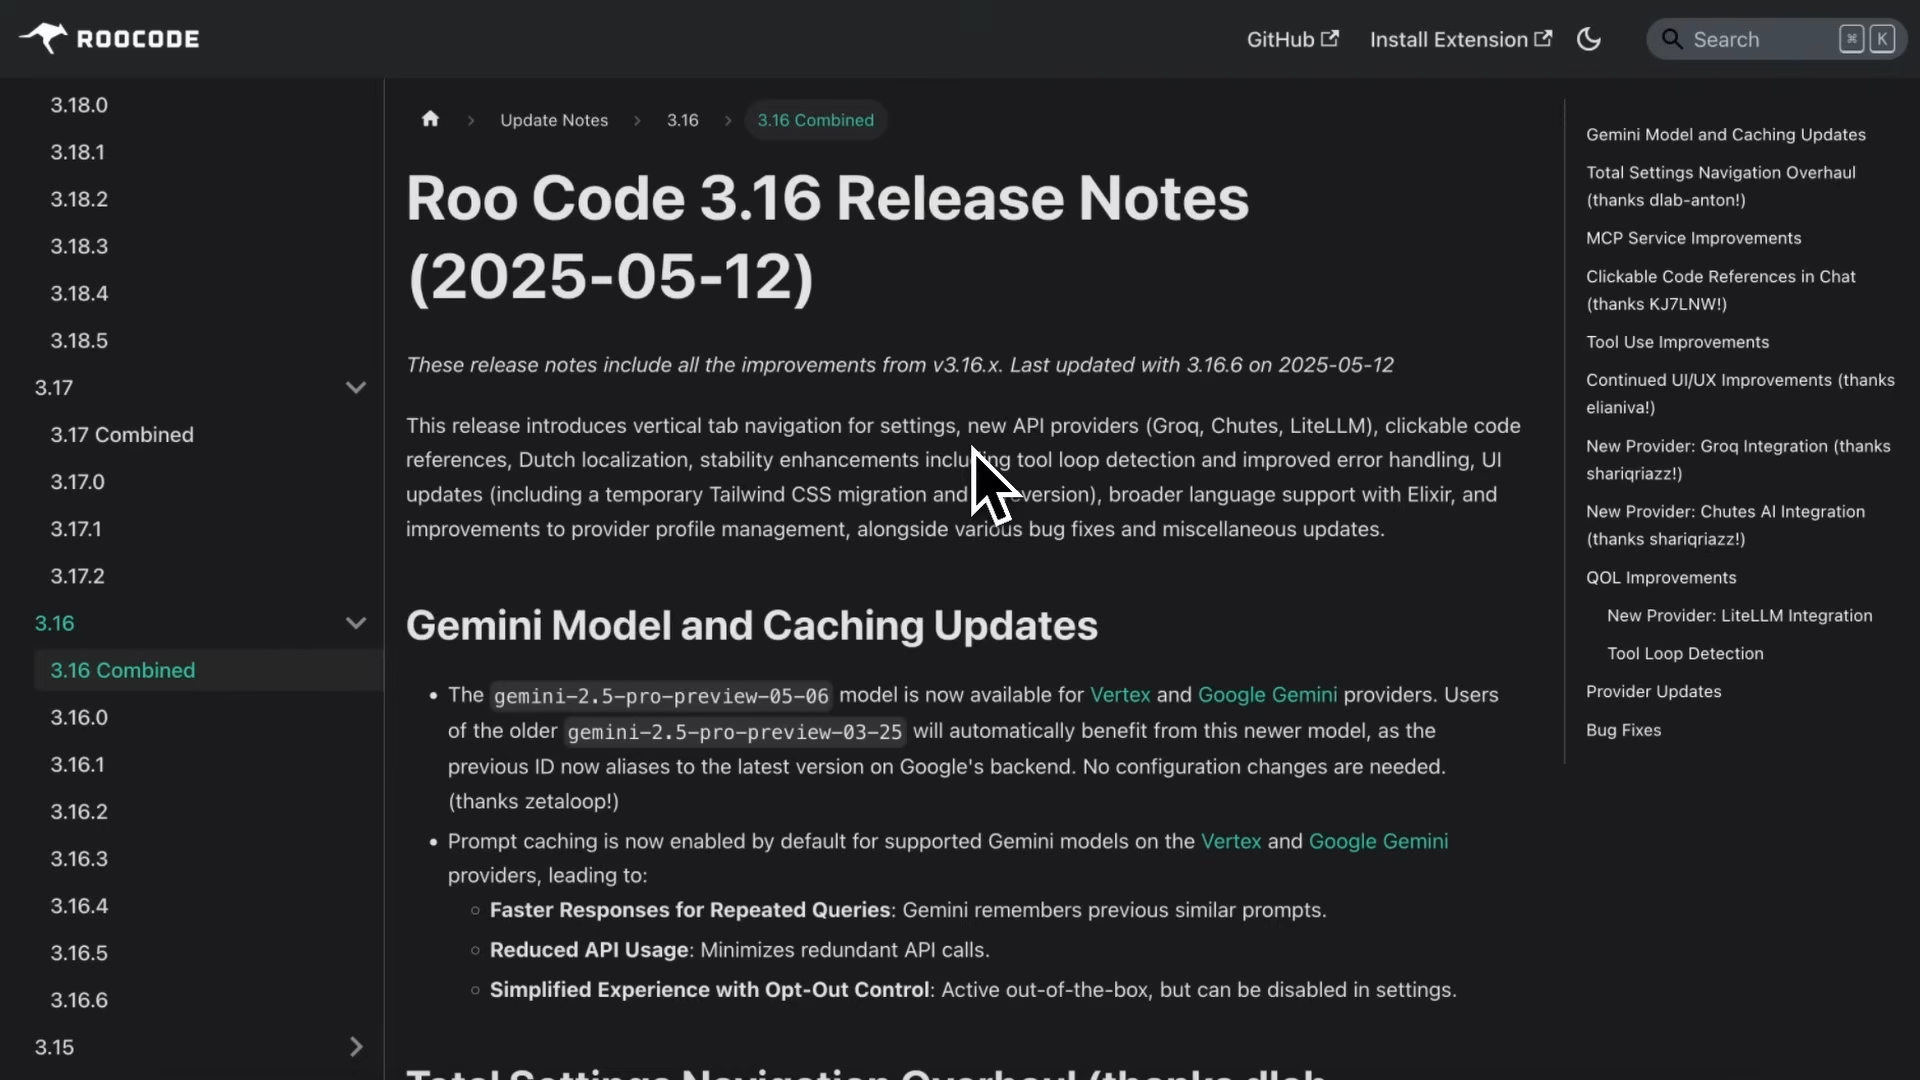 ROOCODE
GitHub
Install Extension
Search
⌘ K
3.18.0
3.18.1
3.18.2
3.18.3
3.18.4
3.18.5
3.17
3.17 Combined
3.17.0
3.17.1
3.17.2
3.16
3.16 Combined
3.16.0
3.16.1
3.16.2
3.16.3
3.16.4
3.16.5
3.16.6
3.15
Update Notes
3.16
3.16 Combined
Roo Code 3.16 Release Notes
(2025-05-12)
These release notes include all the improvements from v3.16.x. Last updated with 3.16.6 on 2025-05-12
This release introduces vertical tab navigation for settings, new API providers (Groq, Chutes, LiteLLM), clickable code
references, Dutch localization, stability enhancements including tool loop detection and improved error handling, UI
updates (including a temporary Tailwind CSS migration and version), broader language support with Elixir, and
improvements to provider profile management, alongside various bug fixes and miscellaneous updates.
Gemini Model and Caching Updates
• The gemini-2.5-pro-preview-05-06 model is now available for Vertex and Google Gemini providers. Users
of the older gemini-2.5-pro-preview-03-25 will automatically benefit from this newer model, as the
previous ID now aliases to the latest version on Google's backend. No configuration changes are needed.
(thanks zetaloop!)
• Prompt caching is now enabled by default for supported Gemini models on the Vertex and Google Gemini
providers, leading to:
◦ Faster Responses for Repeated Queries: Gemini remembers previous similar prompts.
◦ Reduced API Usage: Minimizes redundant API calls.
◦ Simplified Experience with Opt-Out Control: Active out-of-the-box, but can be disabled in settings.
Total Settings Navigation Overhaul (thanks dlab-
Gemini Model and Caching Updates
Total Settings Navigation Overhaul
(thanks dlab-anton!)
MCP Service Improvements
Clickable Code References in Chat
(thanks KJ7LNW!)
Tool Use Improvements
Continued UI/UX Improvements (thanks
elianiva!)
New Provider: Groq Integration (thanks
shariqriazz!)
New Provider: Chutes AI Integration
(thanks shariqriazz!)
QOL Improvements
New Provider: LiteLLM Integration
Tool Loop Detection
Provider Updates
Bug Fixes